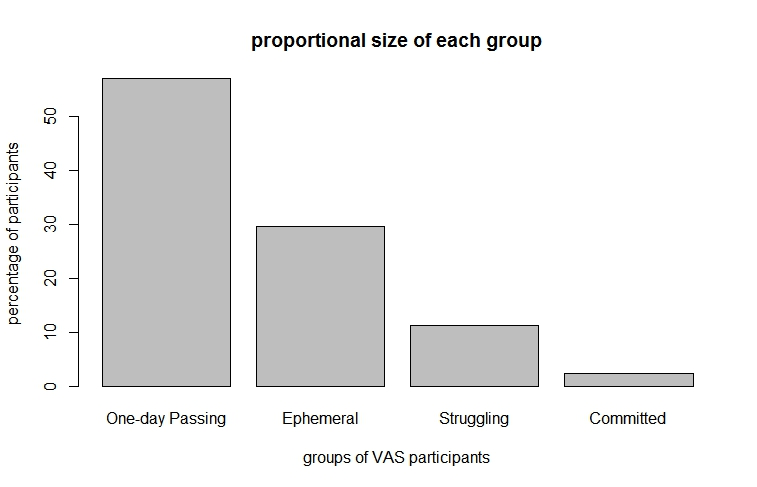 proportional size of each group
percentage of participants
50
40
30
20
10
0
One-day Passing Ephemeral Struggling Committed
groups of VAS participants